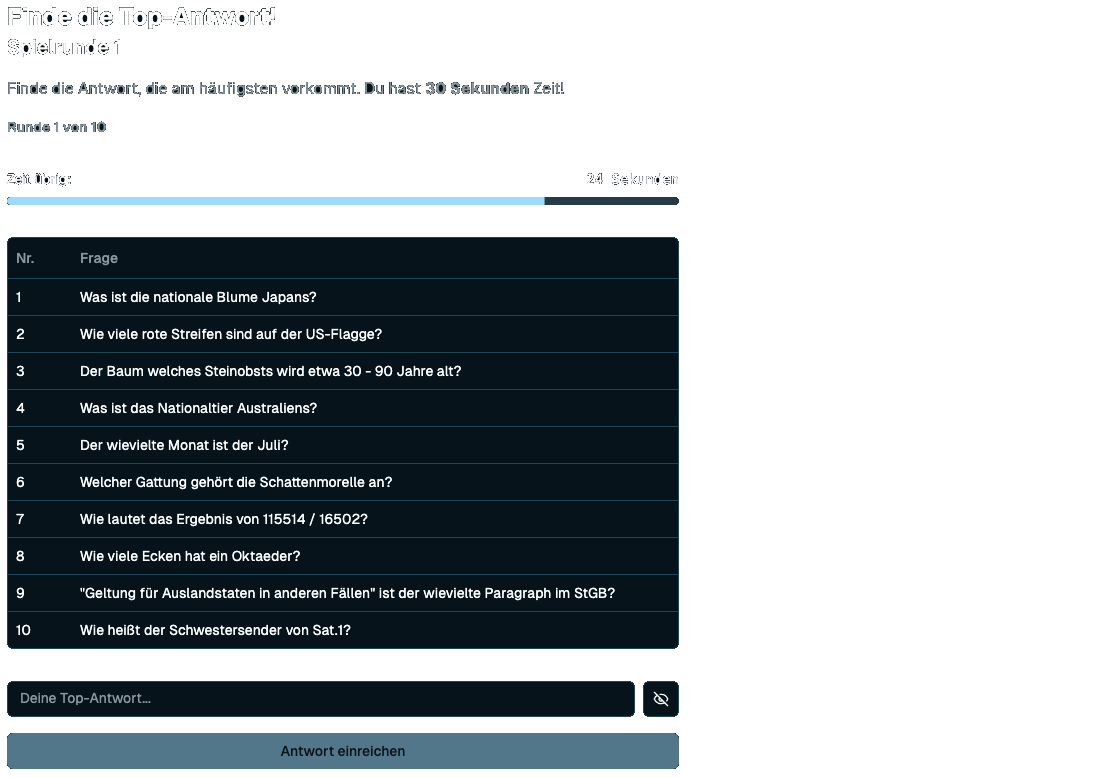 Finde die Top-Antwort!
Spielrunde 1
Finde die Antwort, die am häufigsten vorkommt. Du hast 30 Sekunden Zeit!
Runde 1 von 10
Zeit übrig: 24 Sekunden
Nr. Frage
1 Was ist die nationale Blume Japans?
2 Wie viele rote Streifen sind auf der US-Flagge?
3 Der Baum welches Steinobsts wird etwa 30 - 90 Jahre alt?
4 Was ist das Nationaltier Australiens?
5 Der wievielte Monat ist der Juli?
6 Welcher Gattung gehört die Schattenmorelle an?
7 Wie lautet das Ergebnis von 115514 / 16502?
8 Wie viele Ecken hat ein Oktaeder?
9 "Geltung für Auslandstaten in anderen Fällen" ist der wievielte Paragraph im StGB?
10 Wie heißt der Schwestersender von Sat.1?
Deine Top-Antwort...
Antwort einreichen